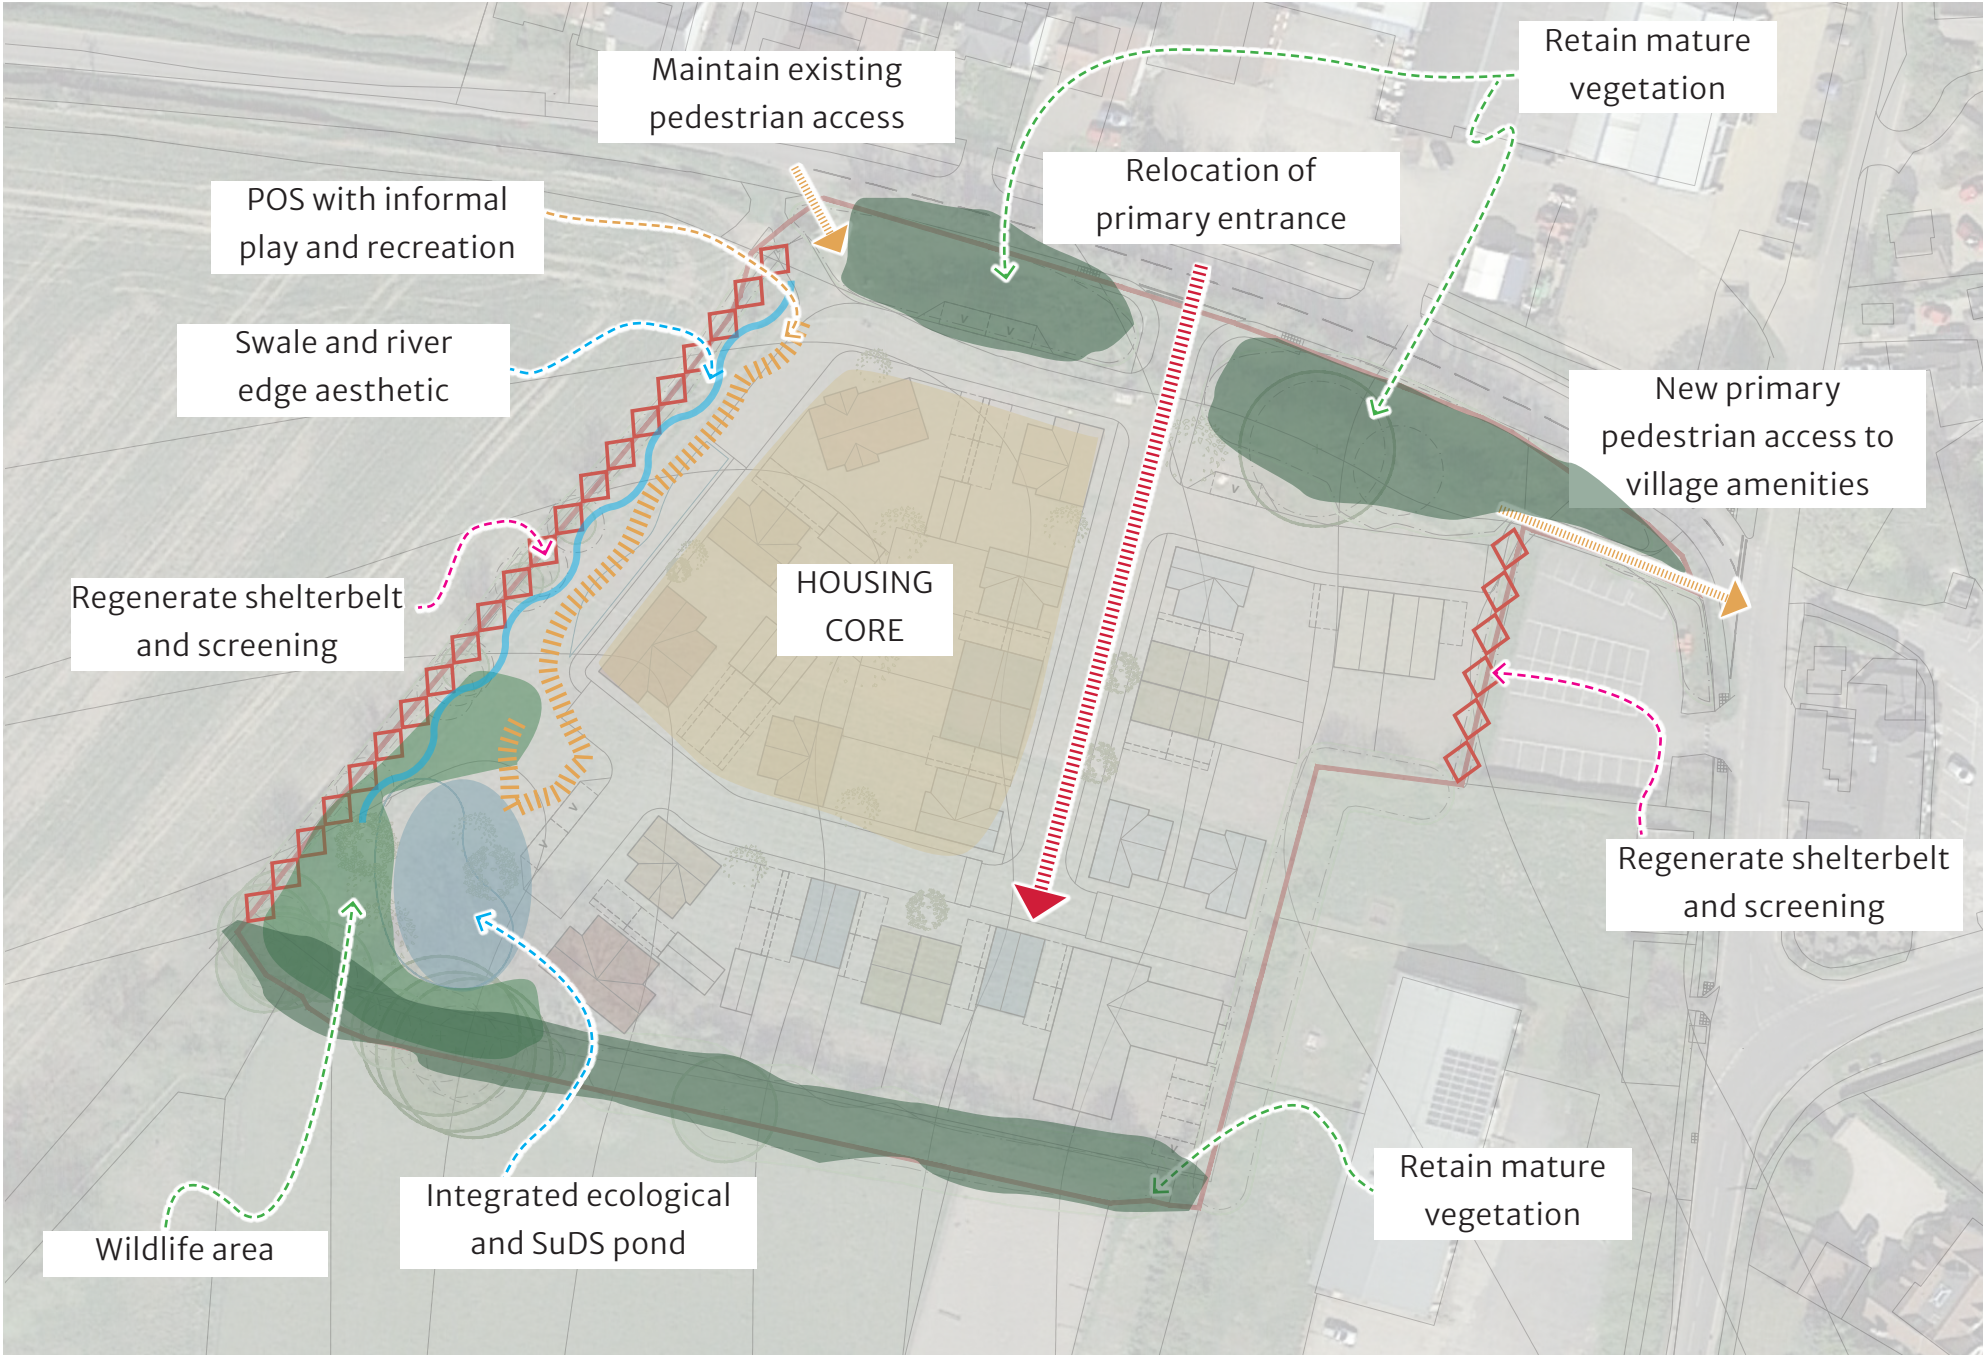 Retain mature
vegetation
Maintain existing
pedestrian access
Relocation of
primary entrance
POS with informal
play and recreation
Swale and river
edge aesthetic
New primary
pedestrian access to
village amenities
Regenerate shelterbelt
and screening
HOUSING
CORE
Regenerate shelterbelt
and screening
Retain mature
vegetation
Integrated ecological
and SuDS pond
Wildlife area